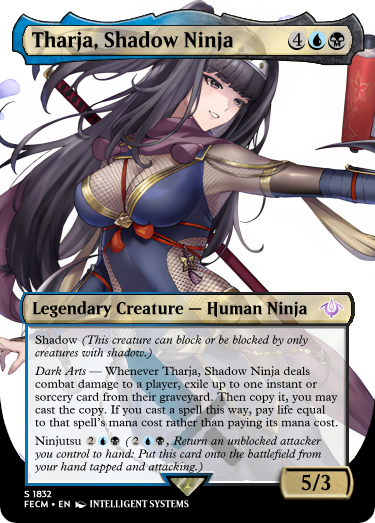 Tharja, Shadow Ninja 4
Legendary Creature — Human Ninja
Shadow (This creature can block or be blocked by only
creatures with shadow.)
Dark Arts — Whenever Tharja, Shadow Ninja deals
combat damage to a player, exile up to one instant or
sorcery card from their graveyard. Then copy it, you may
cast the copy. If you cast a spell this way, pay life equal
to that spell's mana cost rather than paying its mana cost.
Ninjutsu 2 (2, Return an unblocked attacker
you control to hand: Put this card onto the battlefield from
your hand tapped and attacking.)
5/3
S 1832
FECM • EN INTELLIGENT SYSTEMS